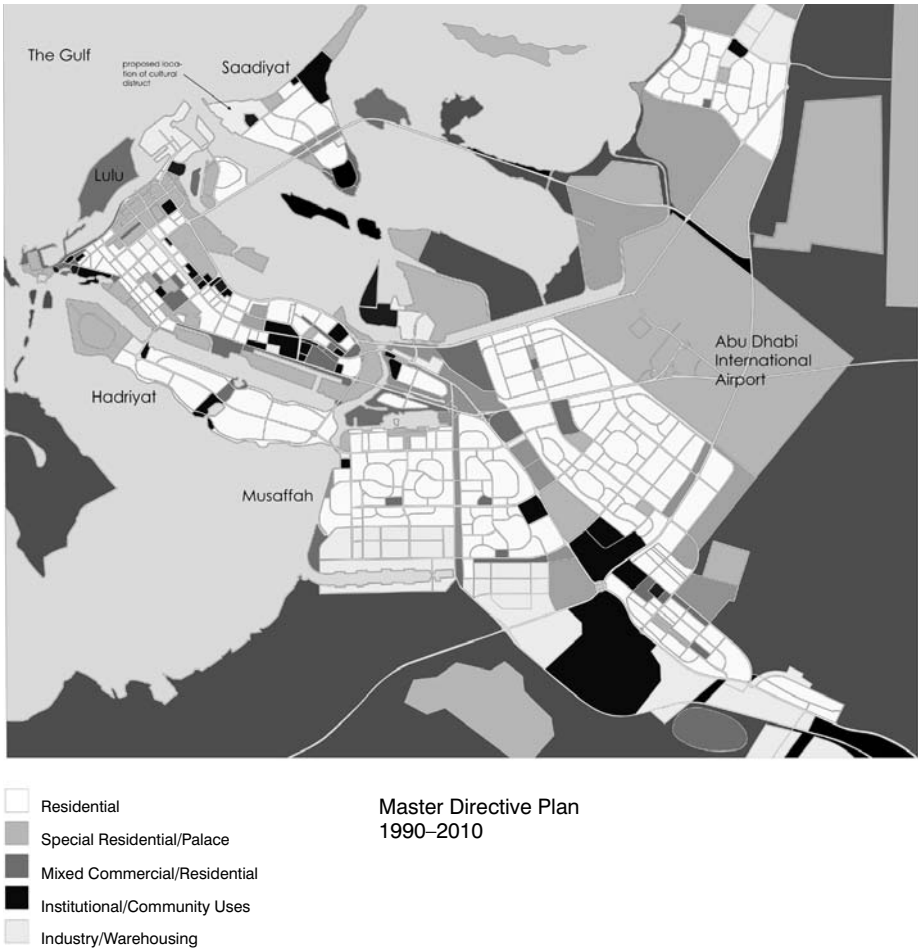 The Gulf
Saadiyat
proposed loca-
tion of cultural
distruct
Lulu
Abu Dhabi
International
Airport
Hadriyat
Musaffah
Residential
Special Residential/Palace
Mixed Commercial/Residential
Institutional/Community Uses
Industry/Warehousing
Master Directive Plan
1990–2010